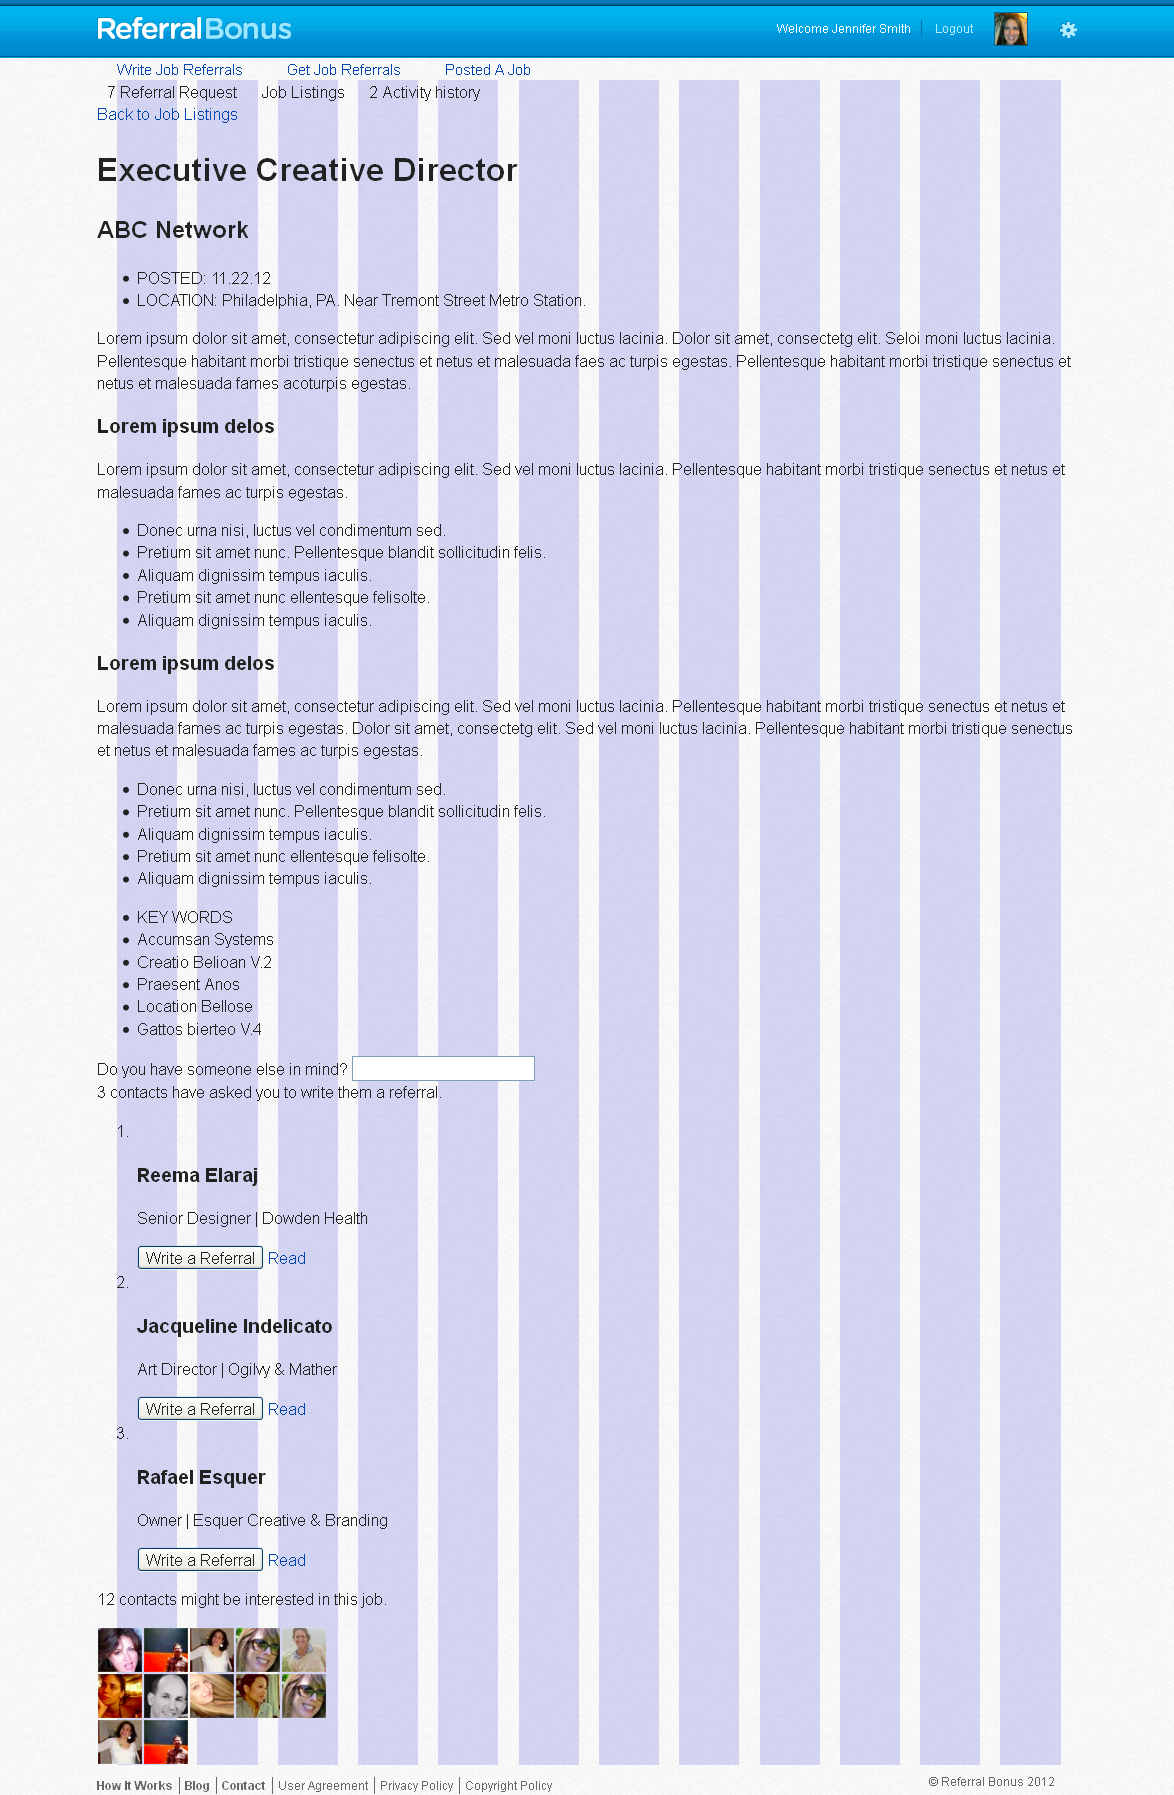 ReferralBonus
Welcome Jennifer Smith
Logout
Write Job Referrals Get Job Referrals Posted A Job
7 Referral Request Job Listings 2 Activity history
Back to Job Listings
Executive Creative Director
ABC Network
POSTED: 11.22.12
LOCATION: Philadelphia, PA. Near Tremont Street Metro Station.
Lorem ipsum dolor sit amet, consectetur adipiscing elit. Sed vel moni luctus lacinia. Dolor sit amet, consectetg elit. Seloi moni luctus lacinia.
Pellentesque habitant morbi tristique senectus et netus et malesuada faes ac turpis egestas. Pellentesque habitant morbi tristique senectus et
netus et malesuada fames acoturpis egestas.
Lorem ipsum delos
Lorem ipsum dolor sit amet, consectetur adipiscing elit. Sed vel moni luctus lacinia. Pellentesque habitant morbi tristique senectus et netus et
malesuada fames ac turpis egestas.
Donec urna nisi, luctus vel condimentum sed.
Pretium sit amet nunc. Pellentesque blandit sollicitudin felis.
Aliquam dignissim tempus iaculis.
Pretium sit amet nunc ellentesque felisolte.
Aliquam dignissim tempus iaculis.
Lorem ipsum delos
Lorem ipsum dolor sit amet, consectetur adipiscing elit. Sed vel moni luctus lacinia. Pellentesque habitant morbi tristique senectus et netus et
malesuada fames ac turpis egestas. Dolor sit amet, consectetg elit. Sed vel moni luctus lacinia. Pellentesque habitant morbi tristique senectus
et netus et malesuada fames ac turpis egestas.
Donec urna nisi, luctus vel condimentum sed.
Pretium sit amet nunc. Pellentesque blandit sollicitudin felis.
Aliquam dignissim tempus iaculis.
Pretium sit amet nunc ellentesque felisolte.
Aliquam dignissim tempus iaculis.
KEY WORDS
Accumsan Systems
Creatio Belioan V.2
Praesent Anos
Location Bellose
Gattos bierteo V.4
Do you have someone else in mind?
3 contacts have asked you to write them a referral.
1.
Reema Elaraj
Senior Designer | Dowden Health
Write a Referral Read
2.
Jacqueline Indelicato
Art Director | Ogilvy & Mather
Write a Referral Read
3.
Rafael Esquer
Owner | Esquer Creative & Branding
Write a Referral Read
12 contacts might be interested in this job.
How It Works | Blog | Contact | User Agreement | Privacy Policy | Copyright Policy
© Referral Bonus 2012